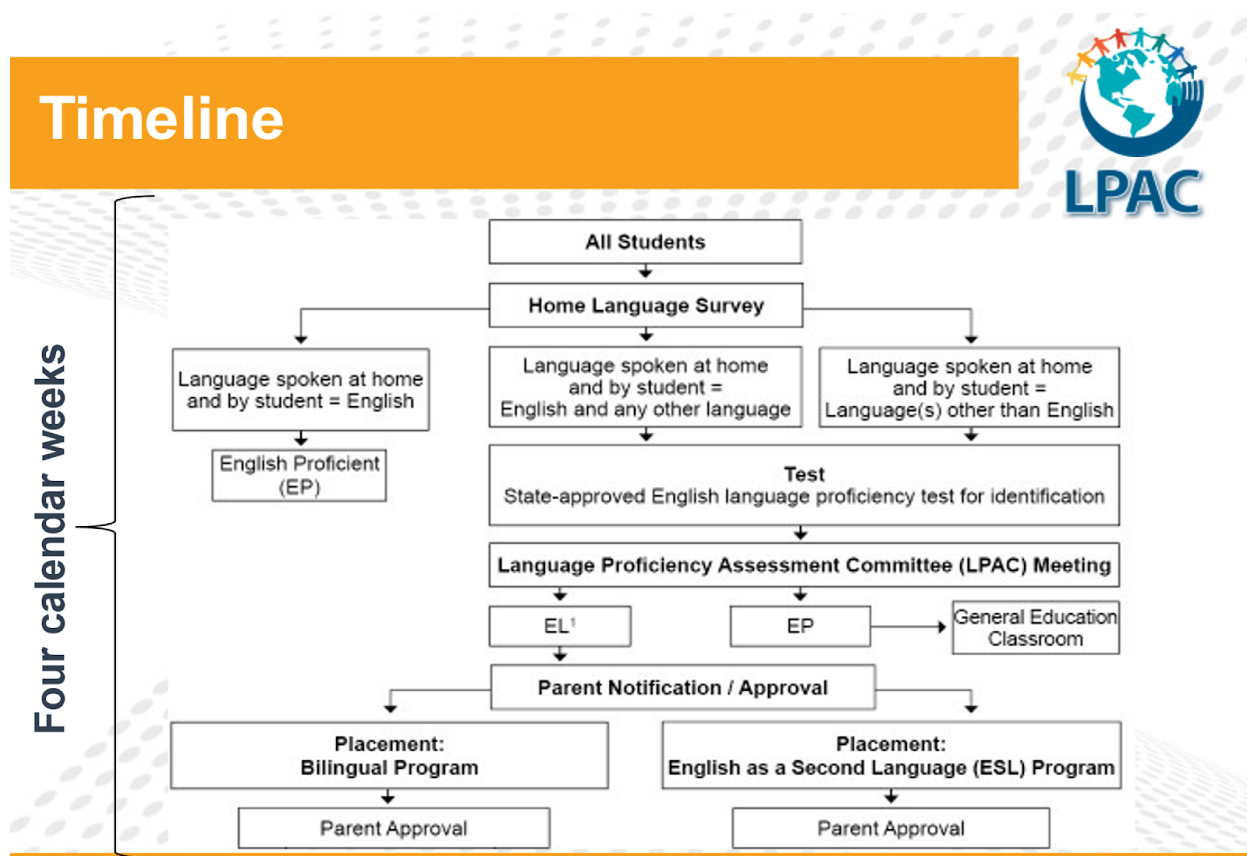 Timeline
LPAC
Four calendar weeks
All Students
Home Language Survey
Language spoken at home
and by student = English
Language spoken at home
and by student =
English and any other language
Language spoken at home
and by student =
Language(s) other than English
English Proficient
(EP)
Test
State-approved English language proficiency test for identification
Language Proficiency Assessment Committee (LPAC) Meeting
EL¹
EP
General Education
Classroom
Parent Notification / Approval
Placement:
Bilingual Program
Placement:
English as a Second Language (ESL) Program
Parent Approval
Parent Approval